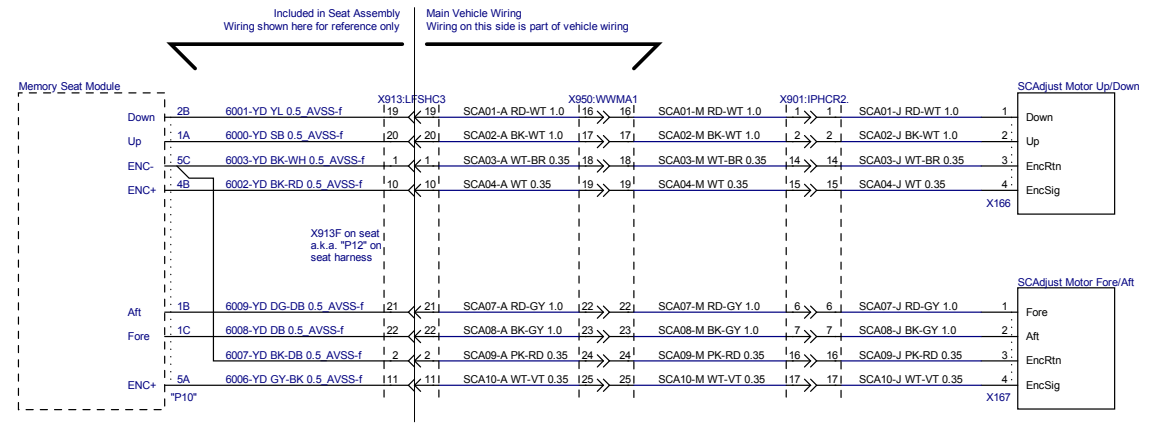 Included in Seat Assembly
Wiring shown here for reference only
Main Vehicle Wiring
Wiring on this side is part of vehicle wiring
Memory Seat Module
X913:LFSHC3
X950:WWMA1
X901:IPHCR2.
SCAdjust Motor Up/Down
Down 2B 6001-YD YL 0.5_AVSS-f 19 19 SCA01-A RD-WT 1.0 16 16 SCA01-M RD-WT 1.0 1 1 SCA01-J RD-WT 1.0 1 Down
Up 1A 6000-YD SB 0.5_AVSS-f 20 20 SCA02-A BK-WT 1.0 17 17 SCA02-M BK-WT 1.0 2 2 SCA02-J BK-WT 1.0 2 Up
ENC- 5C 6003-YD BK-WH 0.5_AVSS-f 1 1 SCA03-A WT-BR 0.35 18 18 SCA03-M WT-BR 0.35 14 14 SCA03-J WT-BR 0.35 3 EncRtn
ENC+ 4B 6002-YD BK-RD 0.5_AVSS-f 10 10 SCA04-A WT 0.35 19 19 SCA04-M WT 0.35 15 15 SCA04-J WT 0.35 4 EncSig
X166
X913F on seat
a.k.a. "P12" on
seat harness
SCAdjust Motor Fore/Aft
Aft 1B 6009-YD DG-DB 0.5_AVSS-f 21 21 SCA07-A RD-GY 1.0 22 22 SCA07-M RD-GY 1.0 6 6 SCA07-J RD-GY 1.0 1 Fore
Fore 1C 6008-YD DB 0.5_AVSS-f 22 22 SCA08-A BK-GY 1.0 23 23 SCA08-M BK-GY 1.0 7 7 SCA08-J BK-GY 1.0 2 Aft
6007-YD BK-DB 0.5_AVSS-f 2 2 SCA09-A PK-RD 0.35 24 24 SCA09-M PK-RD 0.35 16 16 SCA09-J PK-RD 0.35 3 EncRtn
ENC+ 5A 6006-YD GY-BK 0.5_AVSS-f 11 11 SCA10-A WT-VT 0.35 25 25 SCA10-M WT-VT 0.35 17 17 SCA10-J WT-VT 0.35 4 EncSig
"P10"
X167